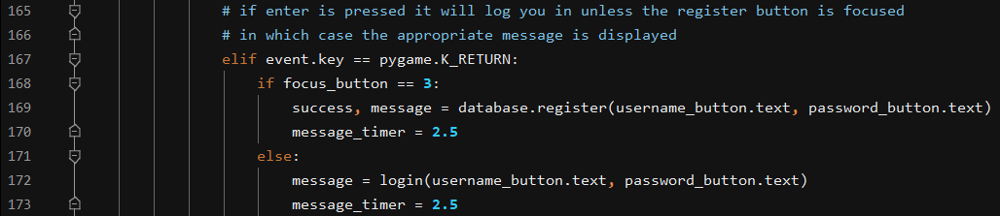 165 # if enter is pressed it will log you in unless the register button is focused
166 # in which case the appropriate message is displayed
167 elif event.key == pygame.K_RETURN:
168 if focus_button == 3:
169 success, message = database.register(username_button.text, password_button.text)
170 message_timer = 2.5
171 else:
172 message = login(username_button.text, password_button.text)
173 message_timer = 2.5